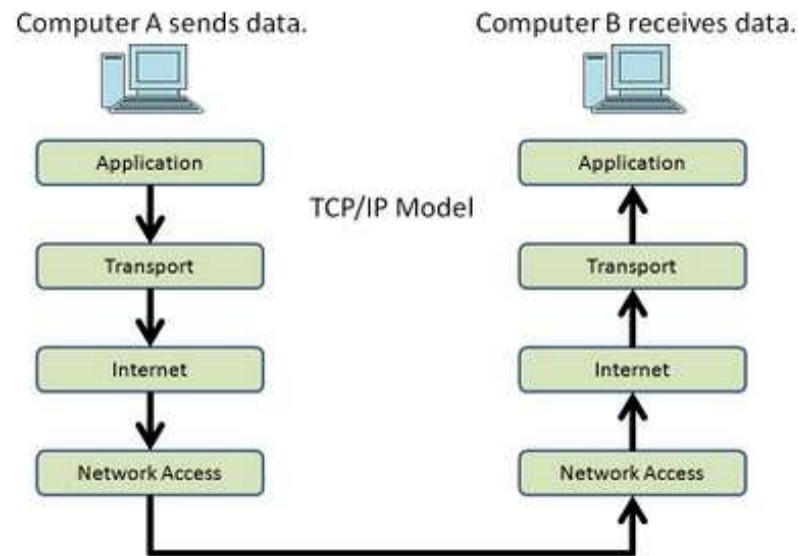 Computer A sends data.
Computer B receives data.
Application
Application
TCP/IP Model
Transport
Transport
Internet
Internet
Network Access
Network Access